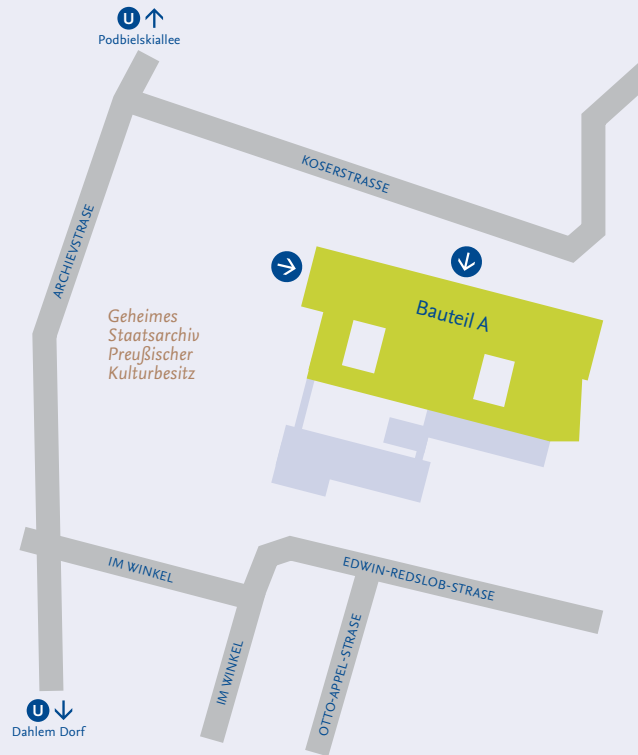 U ↑
Podbielskiallee
KOSERSTRASSE
ARCHIEVSTRASE
Bauteil A
Geheimes
Staatsarchiv
Preußischer
Kulturbesitz
IM WINKEL
EDWIN-REDSLOB-STRASE
IM WINKEL
OTTO-APPEL-STRASE
U ↓
Dahlem Dorf